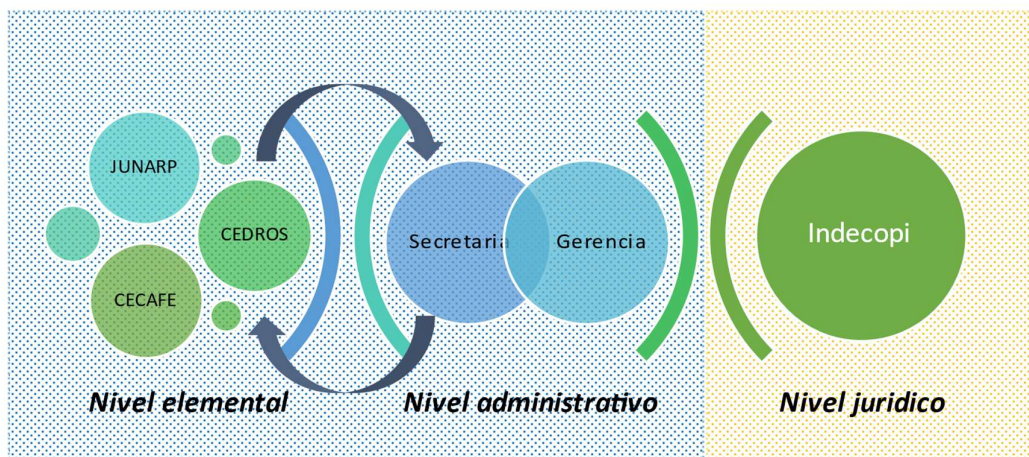 JUNARP
CEDROS
CECAFE
Secretaria
Gerencia
Indecopi
Nivel elemental
Nivel administrativo
Nivel juridico